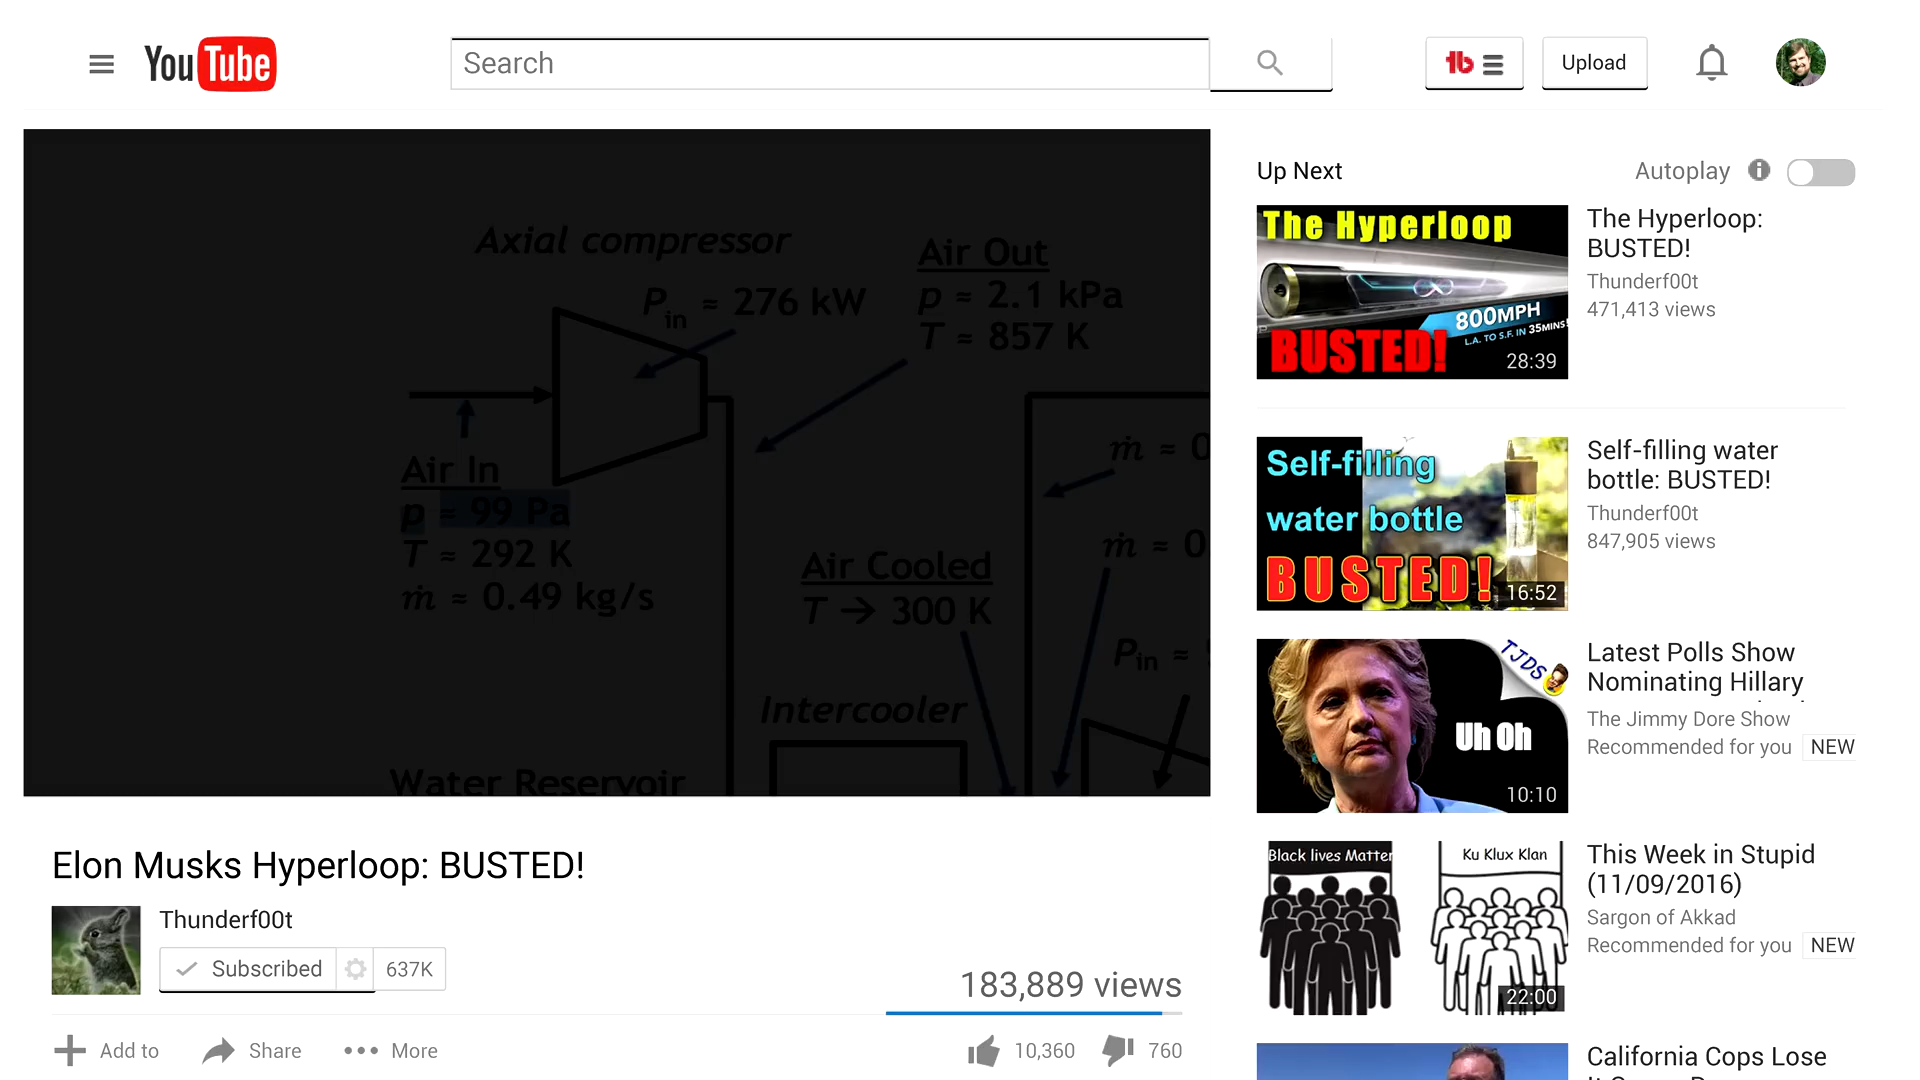 YouTube
Search
Upload
Axial compressor
Pin ≈ 276 kW
Air Out
p ≈ 2.1 kPa
T ≈ 857 K
Air In
p ≈ 99 Pa
T ≈ 292 K
ṁ ≈ 0.49 kg/s
ṁ ≈ 0
ṁ ≈ 0
Air Cooled
T → 300 K
Pin ≈
Intercooler
Water Reservoir
Elon Musks Hyperloop: BUSTED!
Thunderf00t
Subscribed 637K
183,889 views
Add to Share More
10,360 760
Up Next Autoplay
The Hyperloop
800MPH
L.A. TO S.F. IN 35MINS!
BUSTED!
28:39
The Hyperloop:
BUSTED!
Thunderf00t
471,413 views
Self-filling
water bottle
BUSTED!
16:52
Self-filling water
bottle: BUSTED!
Thunderf00t
847,905 views
TJDS
Uh Oh
10:10
Latest Polls Show
Nominating Hillary
The Jimmy Dore Show
Recommended for you NEW
Black lives Matter
Ku Klux Klan
22:00
This Week in Stupid
(11/09/2016)
Sargon of Akkad
Recommended for you NEW
California Cops Lose